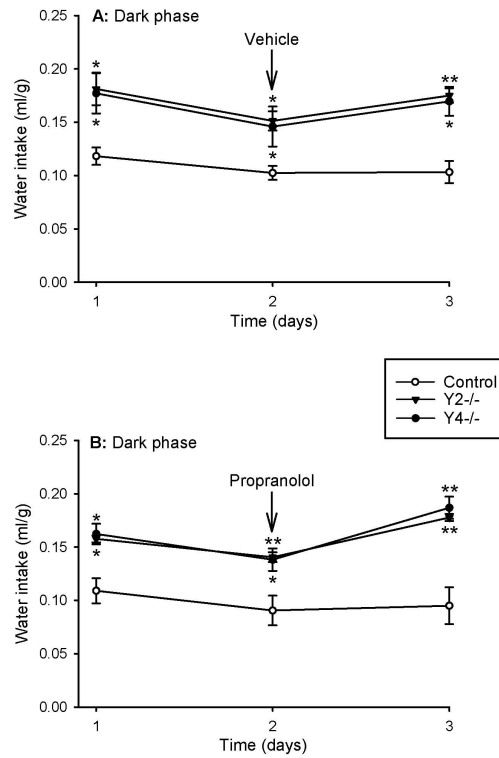 A: Dark phase
Vehicle
0.25
0.20
0.15
0.10
0.05
0.00
Water intake (ml/g)
* * * * ** *
1 2 3
Time (days)
Control
Y2-/-
Y4-/-
B: Dark phase
Propranolol
0.25
0.20
0.15
0.10
0.05
0.00
Water intake (ml/g)
* * ** * ** **
1 2 3
Time (days)